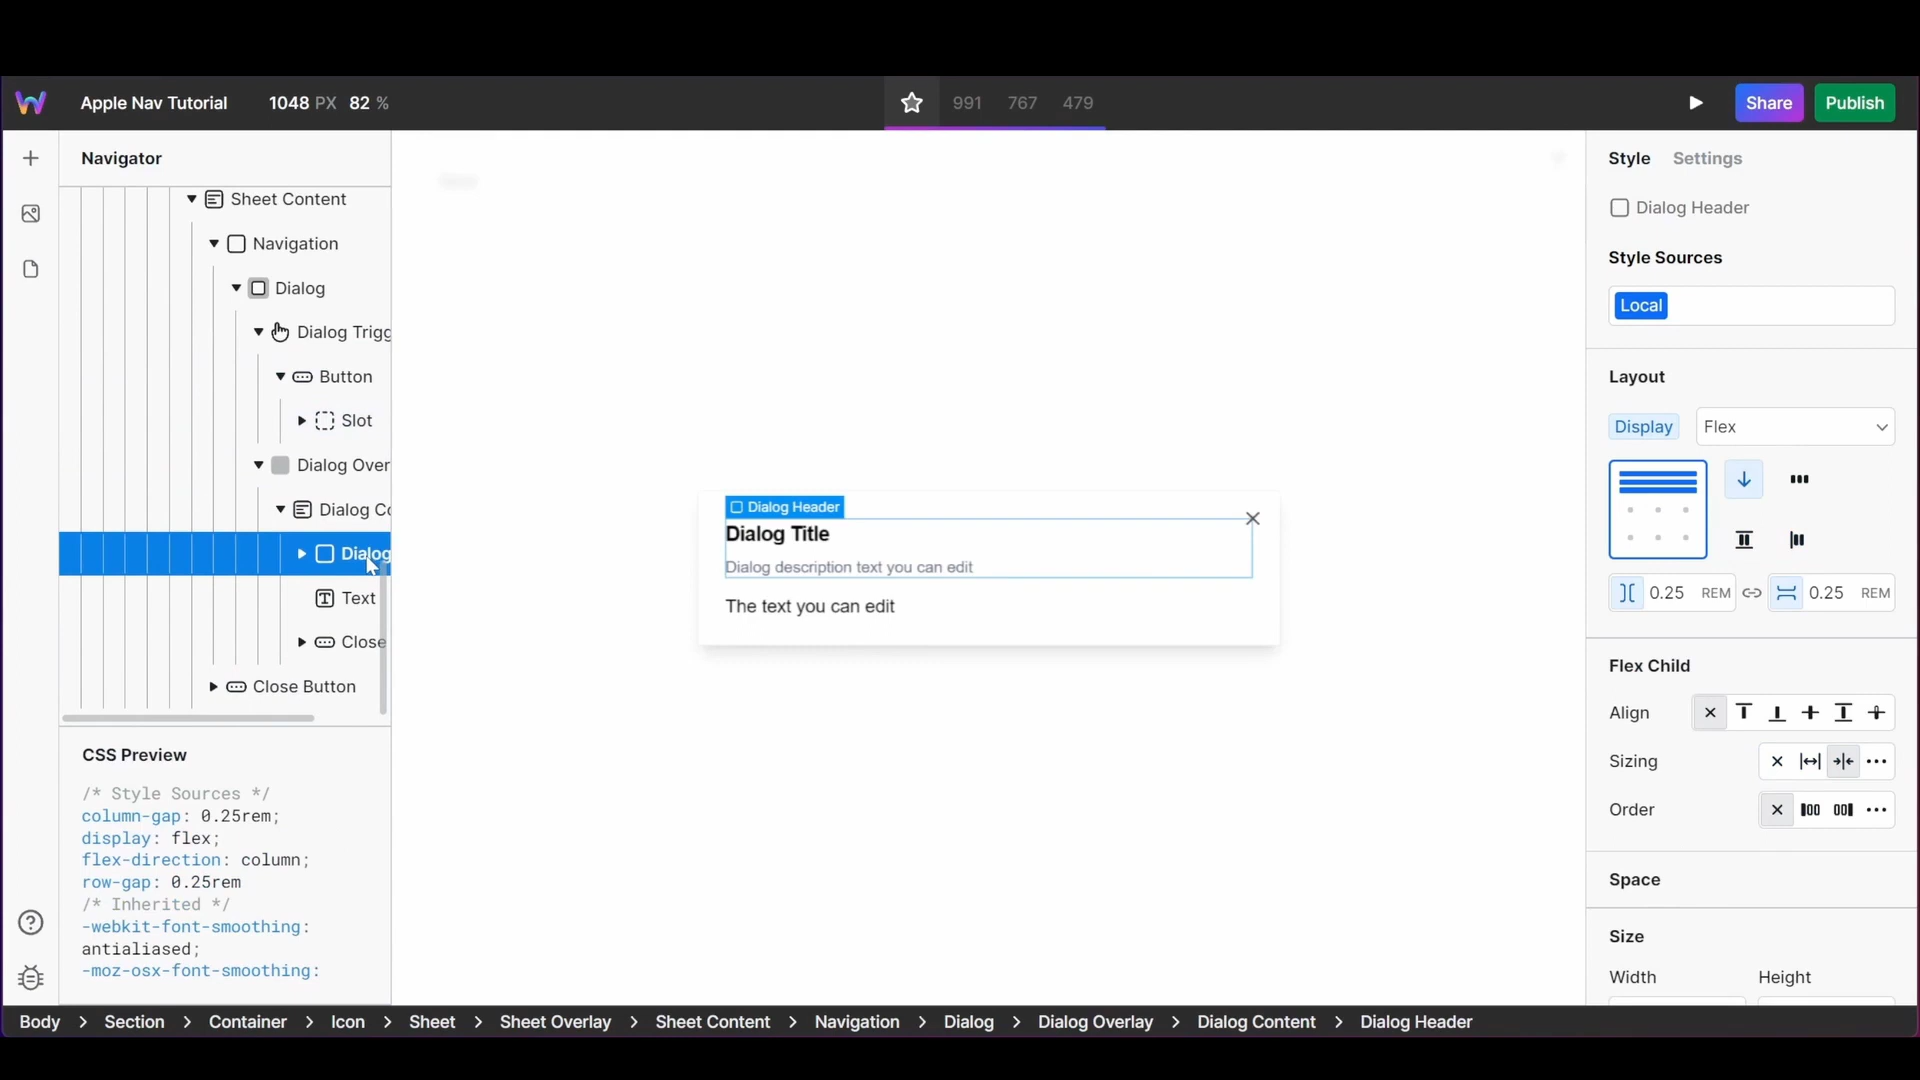 Apple Nav Tutorial 1048 PX 82 % 991 767 479 Share Publish
Navigator
Sheet Content
Navigation
Dialog
Dialog Trigg
Button
Slot
Dialog Over
Dialog Co
Dialog
Text
Close
Close Button
CSS Preview
/* Style Sources */
column-gap: 0.25rem;
display: flex;
flex-direction: column;
row-gap: 0.25rem
/* Inherited */
-webkit-font-smoothing:
antialiased;
-moz-osx-font-smoothing:
Dialog Header
Dialog Title
Dialog description text you can edit
The text you can edit
Style Settings
Dialog Header
Style Sources
Local
Layout
Display Flex
0.25 REM 0.25 REM
Flex Child
Align
Sizing
Order
Space
Size
Width Height
Body > Section > Container > Icon > Sheet > Sheet Overlay > Sheet Content > Navigation > Dialog > Dialog Overlay > Dialog Content > Dialog Header